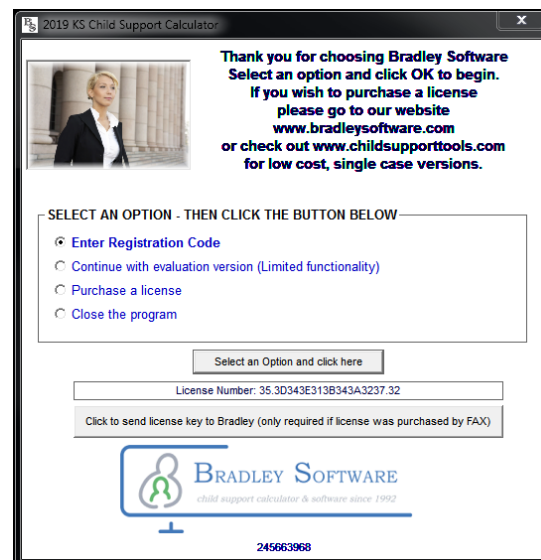 2019 KS Child Support Calculator
Thank you for choosing Bradley Software
Select an option and click OK to begin.
If you wish to purchase a license
please go to our website
www.bradleysoftware.com
or check out www.childsupporttools.com
for low cost, single case versions.
SELECT AN OPTION - THEN CLICK THE BUTTON BELOW
Enter Registration Code
Continue with evaluation version (Limited functionality)
Purchase a license
Close the program
Select an Option and click here
License Number: 35.3D343E313B343A3237.32
Click to send license key to Bradley (only required if license was purchased by FAX)
BRADLEY SOFTWARE
child support calculator & software since 1992
245663968